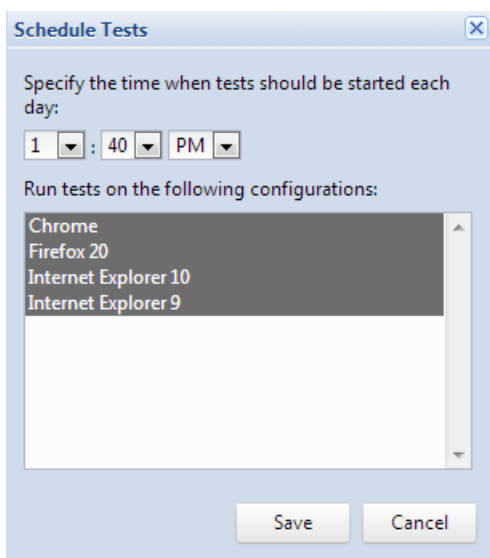 Schedule Tests
Specify the time when tests should be started each
day:
1 : 40 PM
Run tests on the following configurations:
Chrome
Firefox 20
Internet Explorer 10
Internet Explorer 9
Save Cancel